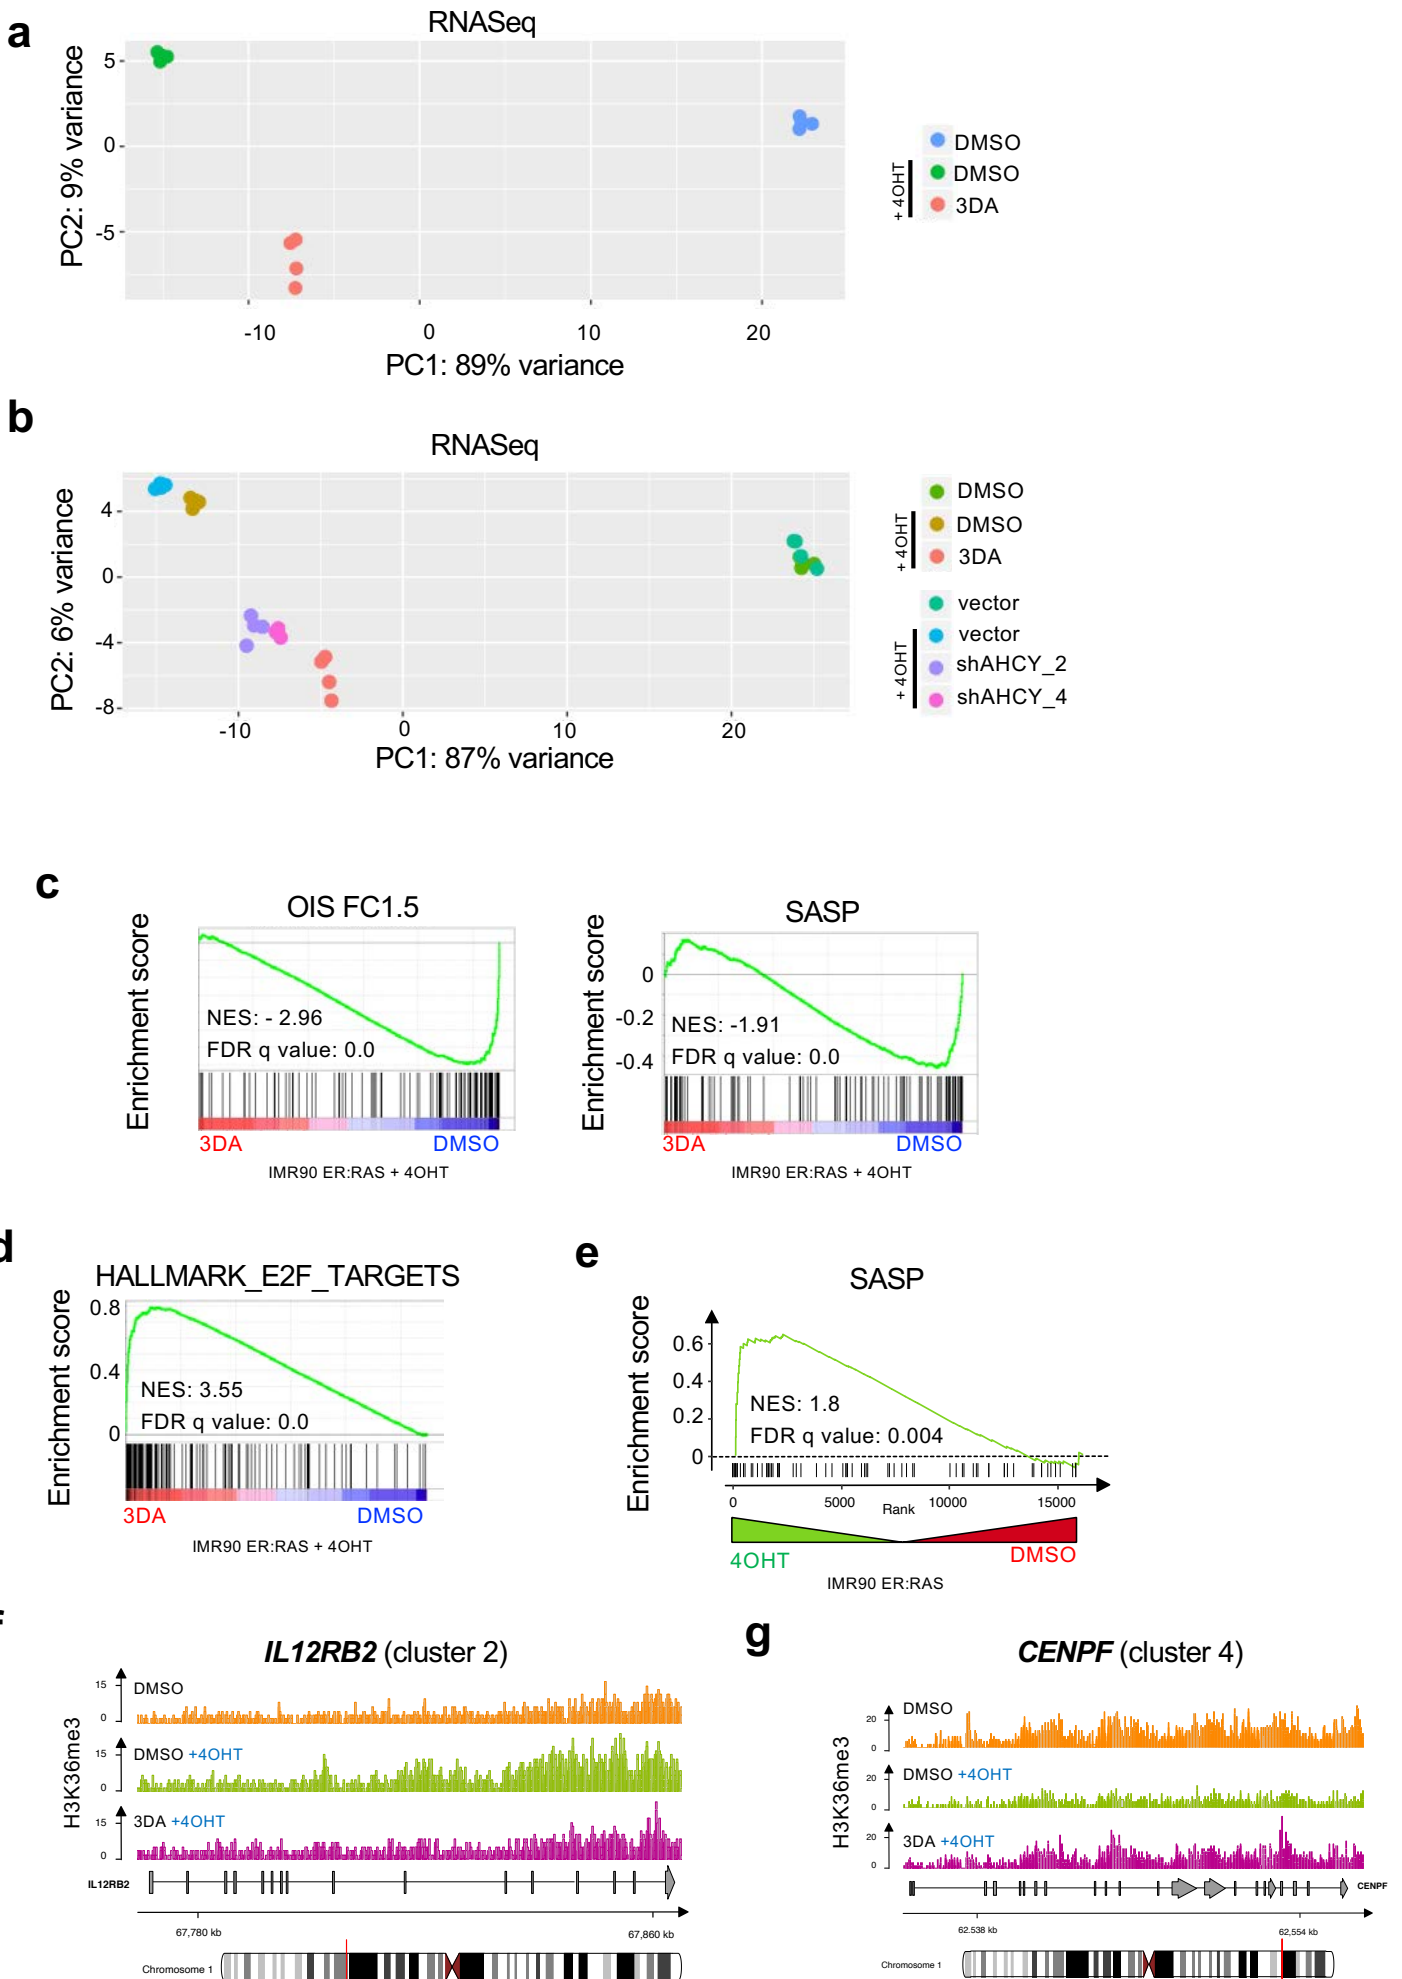 a
RNASeq
PC2: 9% variance
5
0
-5
-10
0
10
20
PC1: 89% variance
DMSO
DMSO
3DA
+ 4OHT
b
RNASeq
PC2: 6% variance
4
0
-4
-8
-10
0
10
20
PC1: 87% variance
DMSO
DMSO
3DA
+ 4OHT
vector
vector
shAHCY_2
shAHCY_4
+ 4OHT
c
OIS FC1.5
Enrichment score
NES: - 2.96
FDR q value: 0.0
3DA
DMSO
IMR90 ER:RAS + 4OHT
SASP
Enrichment score
0
-0.2
-0.4
NES: -1.91
FDR q value: 0.0
3DA
DMSO
IMR90 ER:RAS + 4OHT
d
HALLMARK_E2F_TARGETS
Enrichment score
0.8
0.4
0
NES: 3.55
FDR q value: 0.0
3DA
DMSO
IMR90 ER:RAS + 4OHT
e
SASP
Enrichment score
0.6
0.4
0.2
0
NES: 1.8
FDR q value: 0.004
0
5000
10000
15000
Rank
4OHT
DMSO
IMR90 ER:RAS
IL12RB2 (cluster 2)
H3K36me3
15
0
DMSO
15
0
DMSO +4OHT
15
0
3DA +4OHT
IL12RB2
67,780 kb
67,860 kb
Chromosome 1
g
CENPF (cluster 4)
H3K36me3
20
0
DMSO
20
0
DMSO +4OHT
20
0
3DA +4OHT
CENPF
62.538 kb
62,554 kb
Chromosome 1